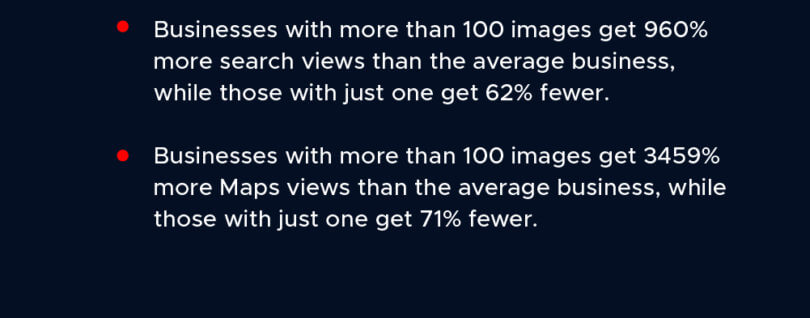 Businesses with more than 100 images get 960%
more search views than the average business,
while those with just one get 62% fewer.
Businesses with more than 100 images get 3459%
more Maps views than the average business, while
those with just one get 71% fewer.